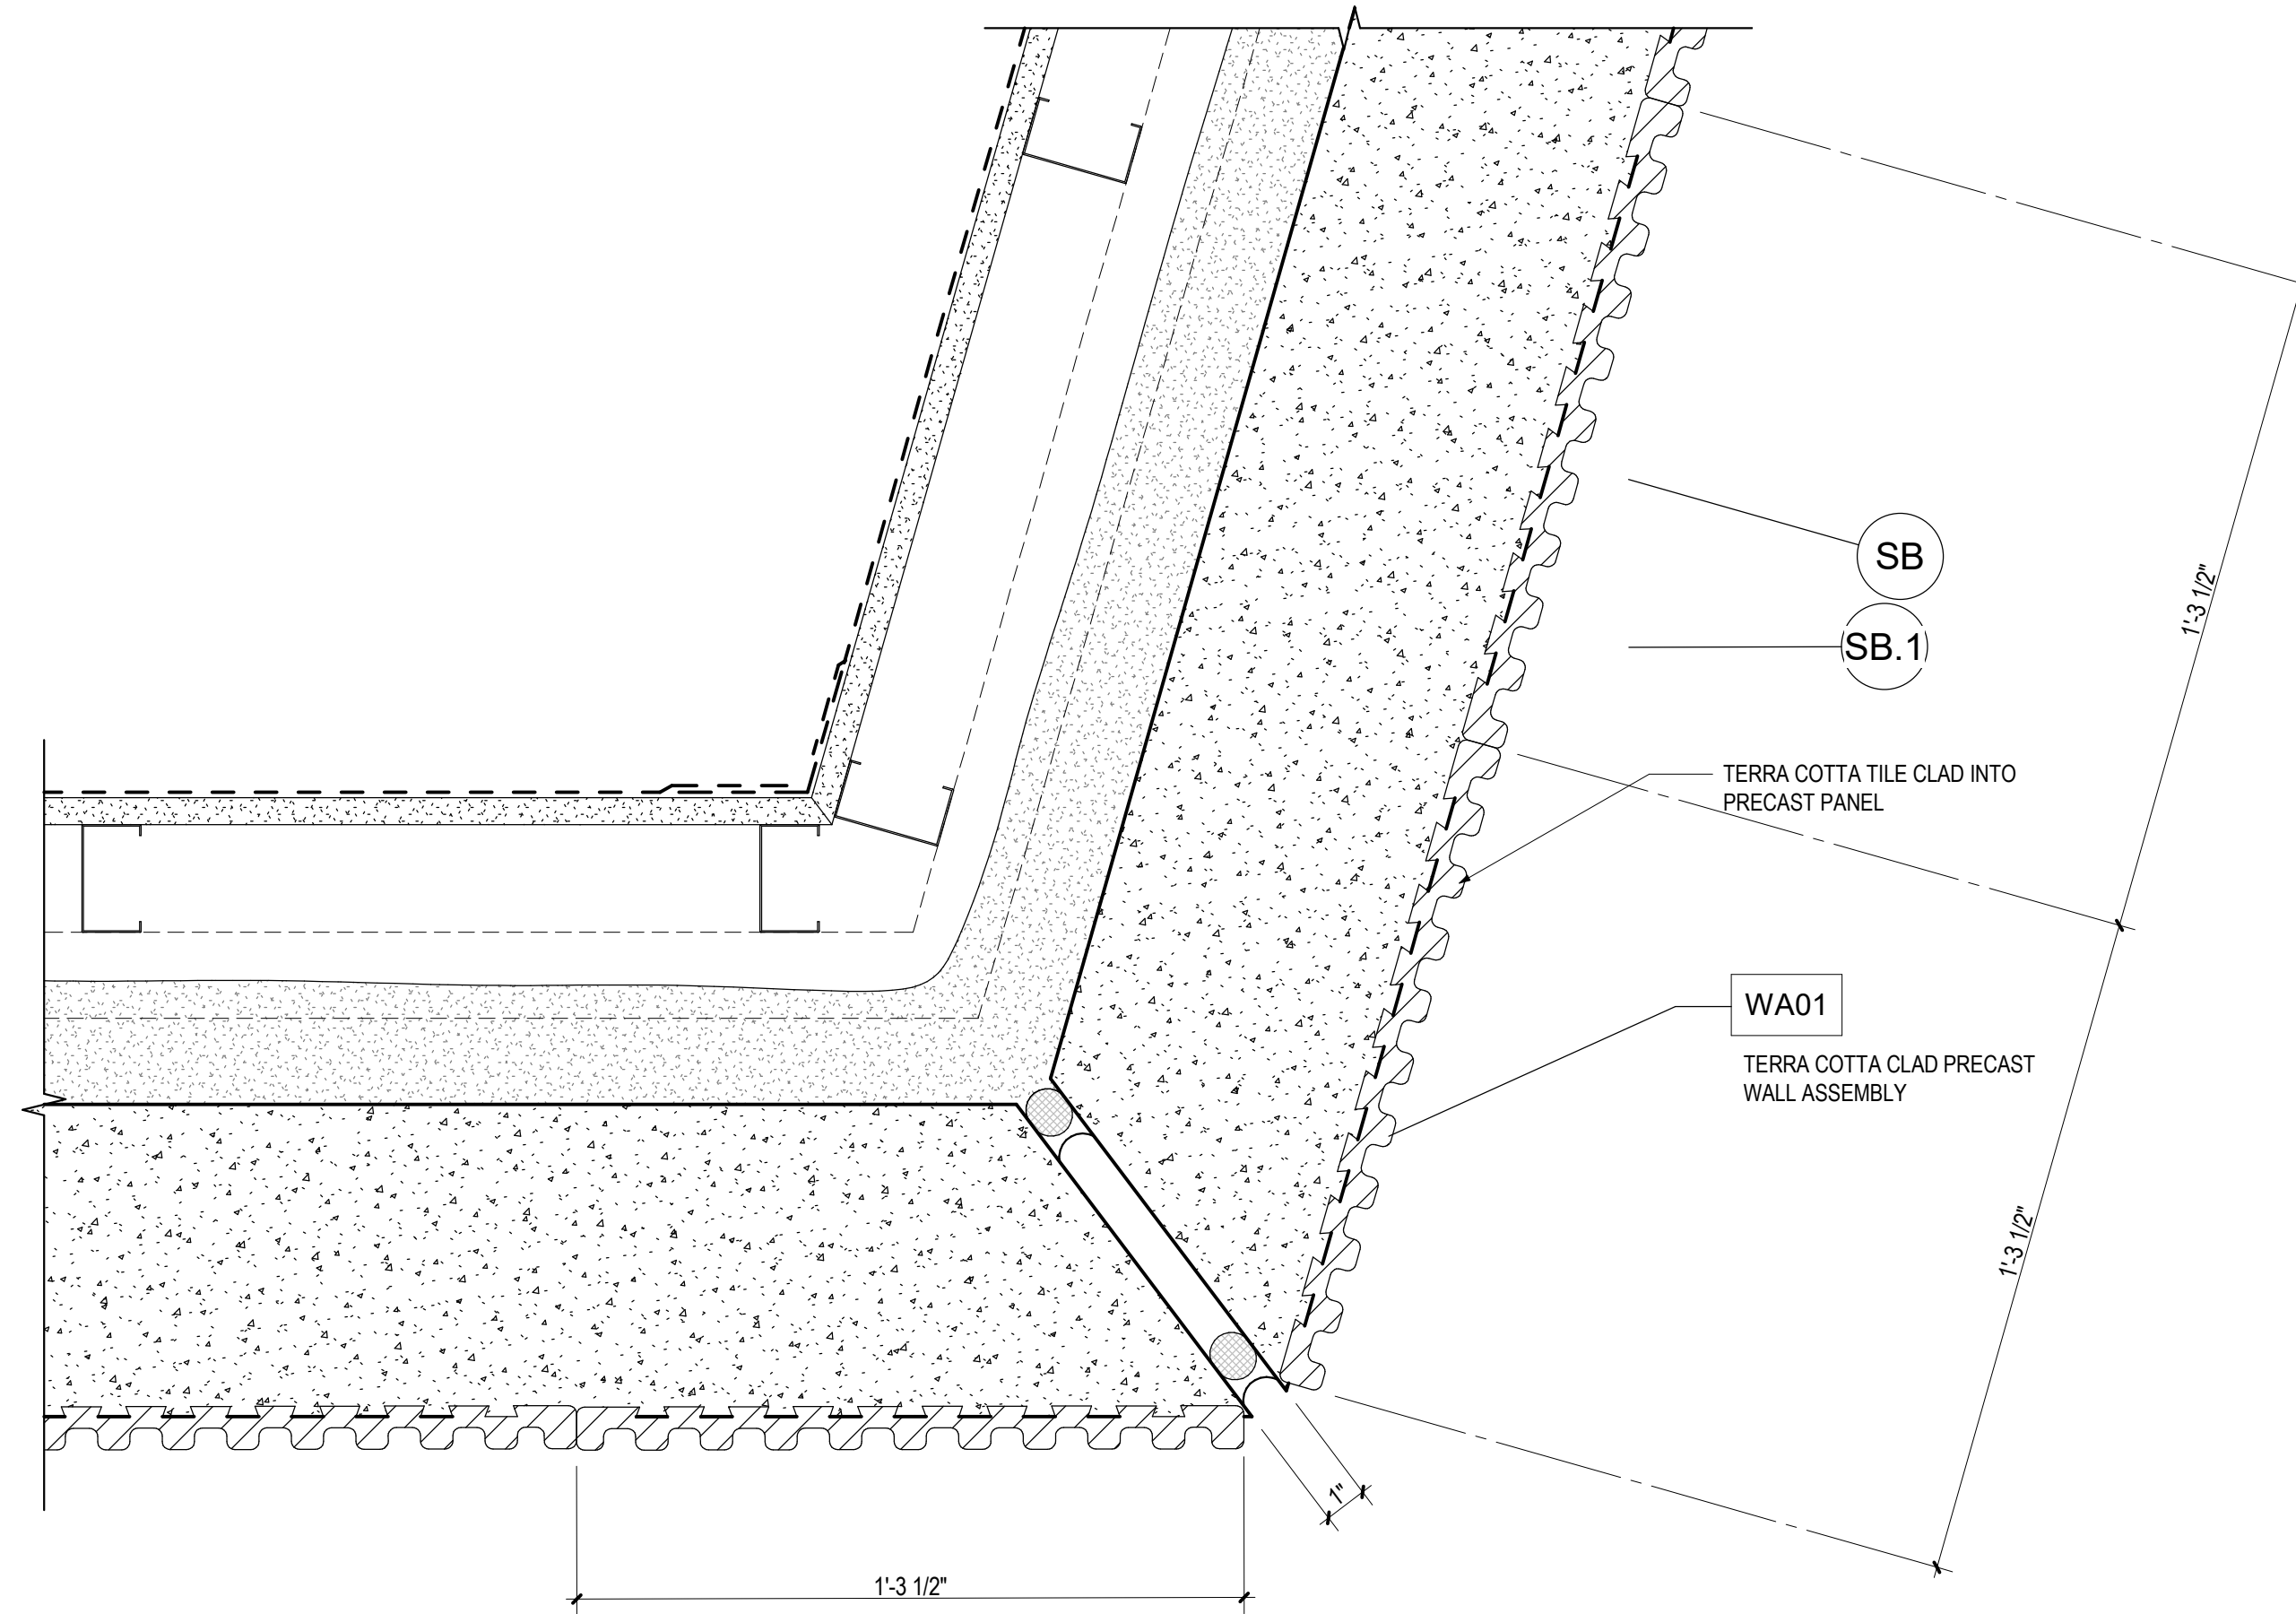 SB
1'-3 1/2"
SB.1
TERRA COTTA TILE CLAD INTO
PRECAST PANEL
WA01
TERRA COTTA CLAD PRECAST
WALL ASSEMBLY
1'-3 1/2"
1"
1'-3 1/2"